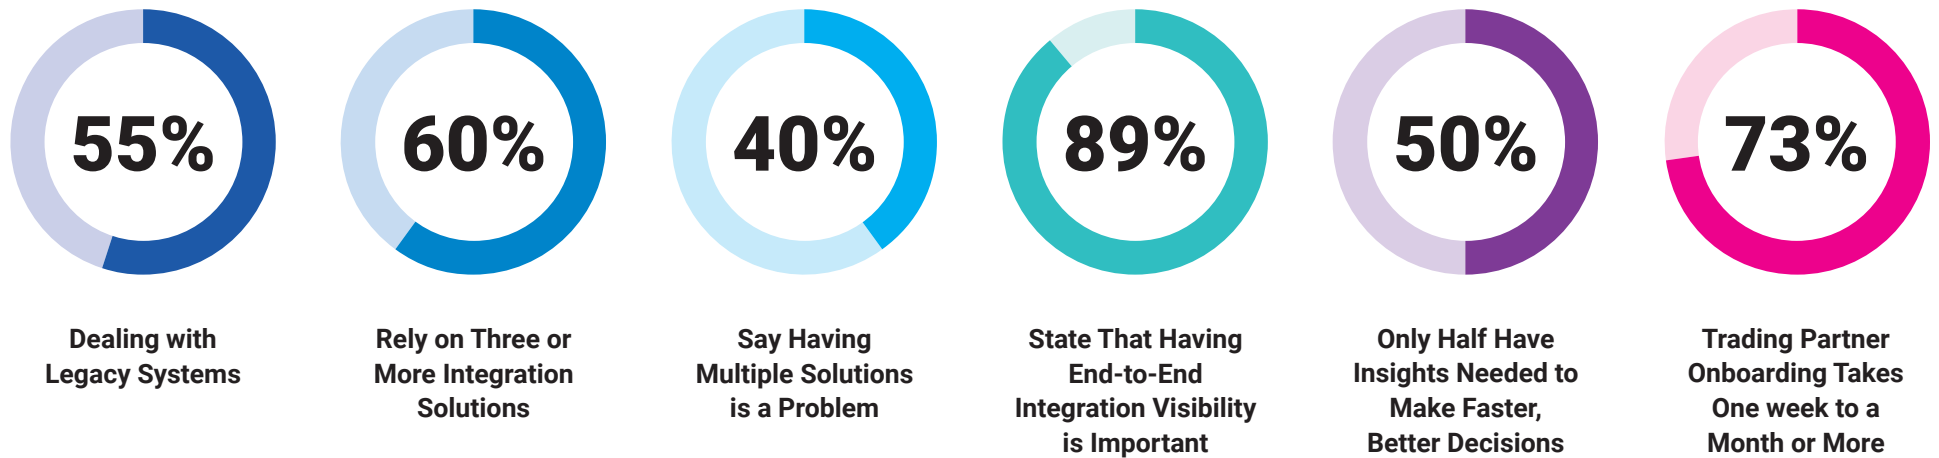 55%
Dealing with
Legacy Systems
60%
Rely on Three or
More Integration
Solutions
40%
Say Having
Multiple Solutions
is a Problem
89%
State That Having
End-to-End
Integration Visibility
is Important
50%
Only Half Have
Insights Needed to
Make Faster,
Better Decisions
73%
Trading Partner
Onboarding Takes
One week to a
Month or More